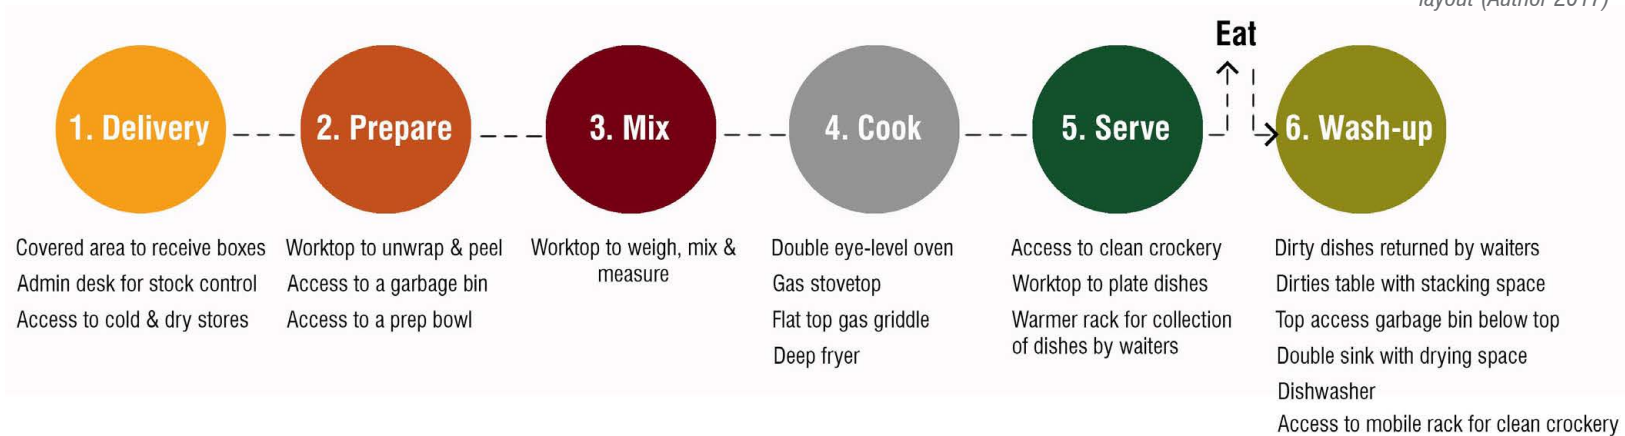 layout (Author 2017)
Eat
1. Delivery
2. Prepare
3. Mix
4. Cook
5. Serve
6. Wash-up
Covered area to receive boxes
Admin desk for stock control
Access to cold & dry stores
Worktop to unwrap & peel
Access to a garbage bin
Access to a prep bowl
Worktop to weigh, mix &
measure
Double eye-level oven
Gas stovetop
Flat top gas griddle
Deep fryer
Access to clean crockery
Worktop to plate dishes
Warmer rack for collection
of dishes by waiters
Dirty dishes returned by waiters
Dirties table with stacking space
Top access garbage bin below top
Double sink with drying space
Dishwasher
Access to mobile rack for clean crockery